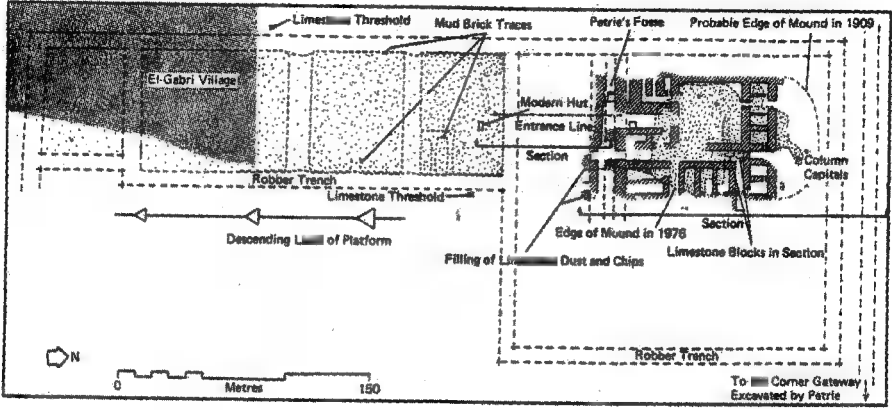 Threshold
Mud Brick Traces
Petrie's Fosse
Probable Edge of Mound in 1909
El-Gabri Village
Modern Hut
Entrance Line
Section
Column
Capitals
Robber Trench
Limestone Threshold
Section
Descending
of Platform
Edge of Mound in 1976
Limestone Blocks in Section
Filling of
Dust and Chips
N
Robber Trench
0
Metres
150
To
Corner Gateway
Excavated by Petrie